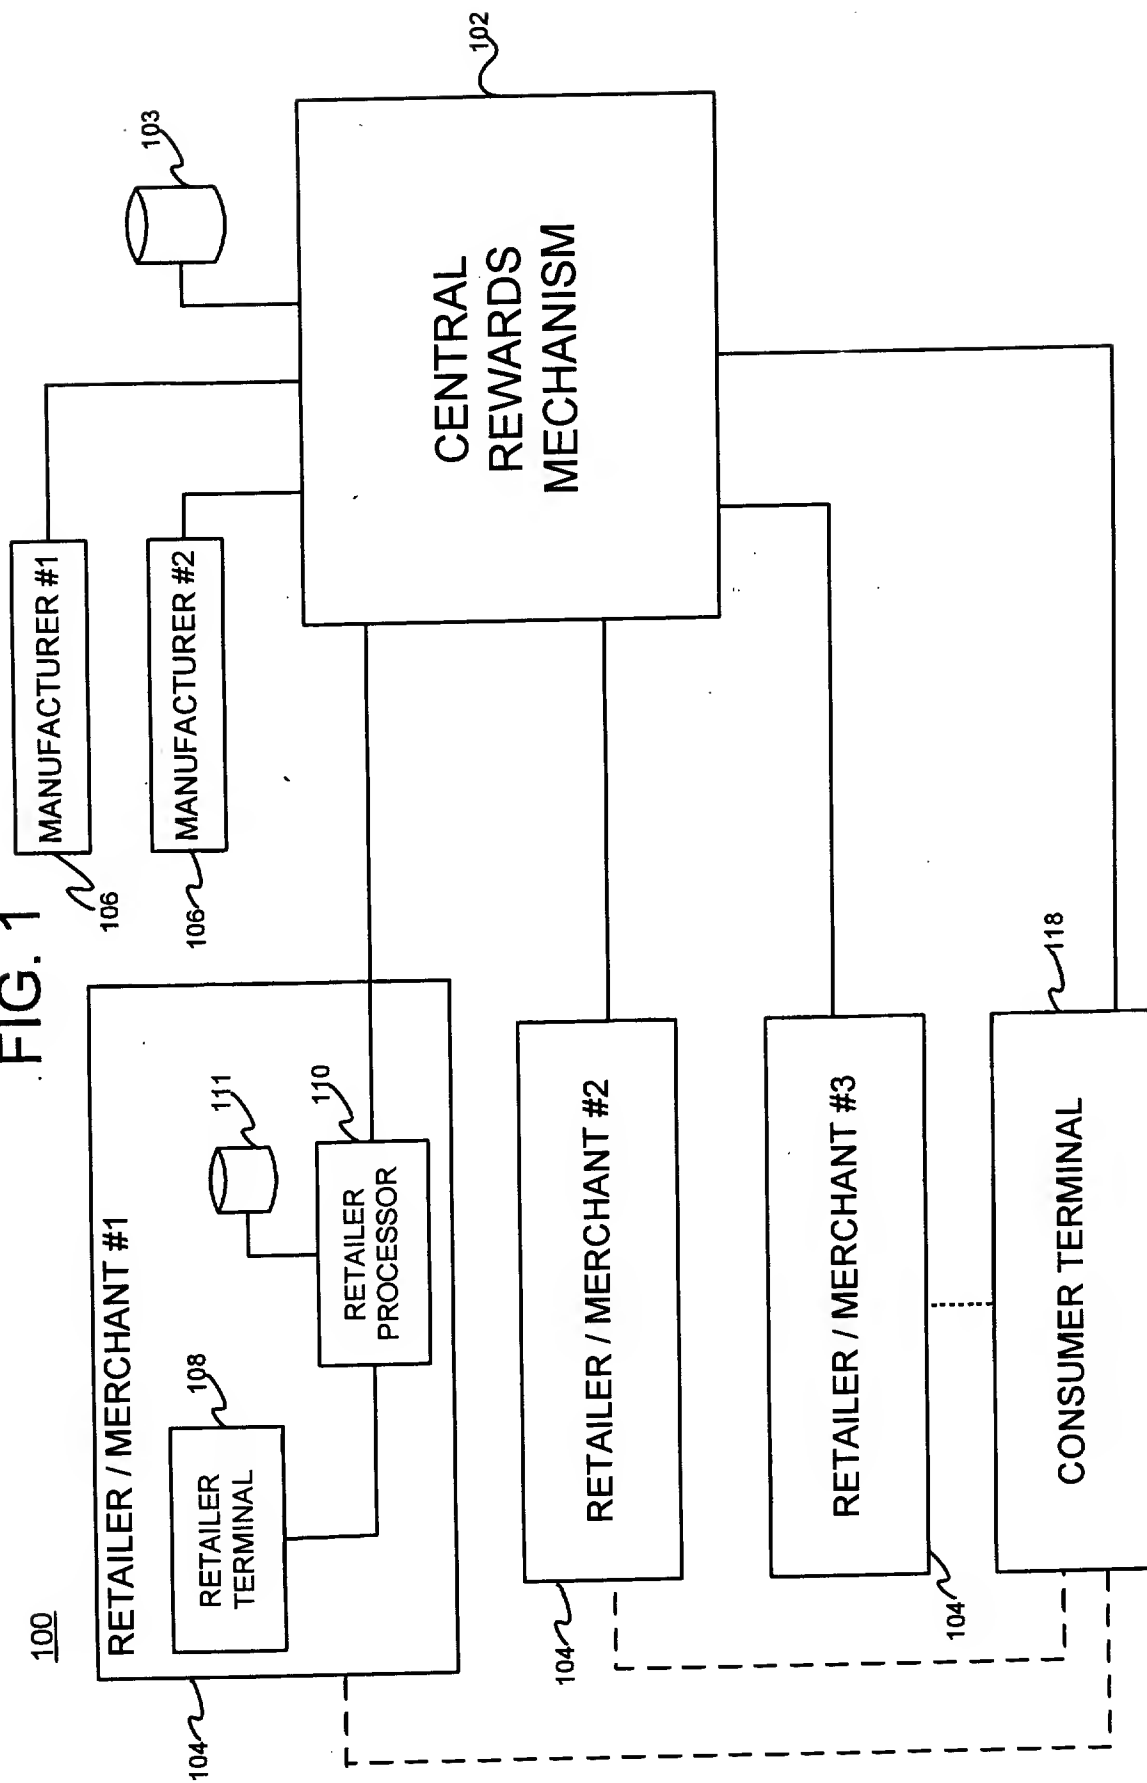 FIG. 1
100
RETAILER / MERCHANT #1
104
RETAILER
TERMINAL
108
RETAILER
PROCESSOR
110
111
MANUFACTURER #1
106
MANUFACTURER #2
106
103
CENTRAL
REWARDS
MECHANISM
102
RETAILER / MERCHANT #2
104
RETAILER / MERCHANT #3
104
CONSUMER TERMINAL
118